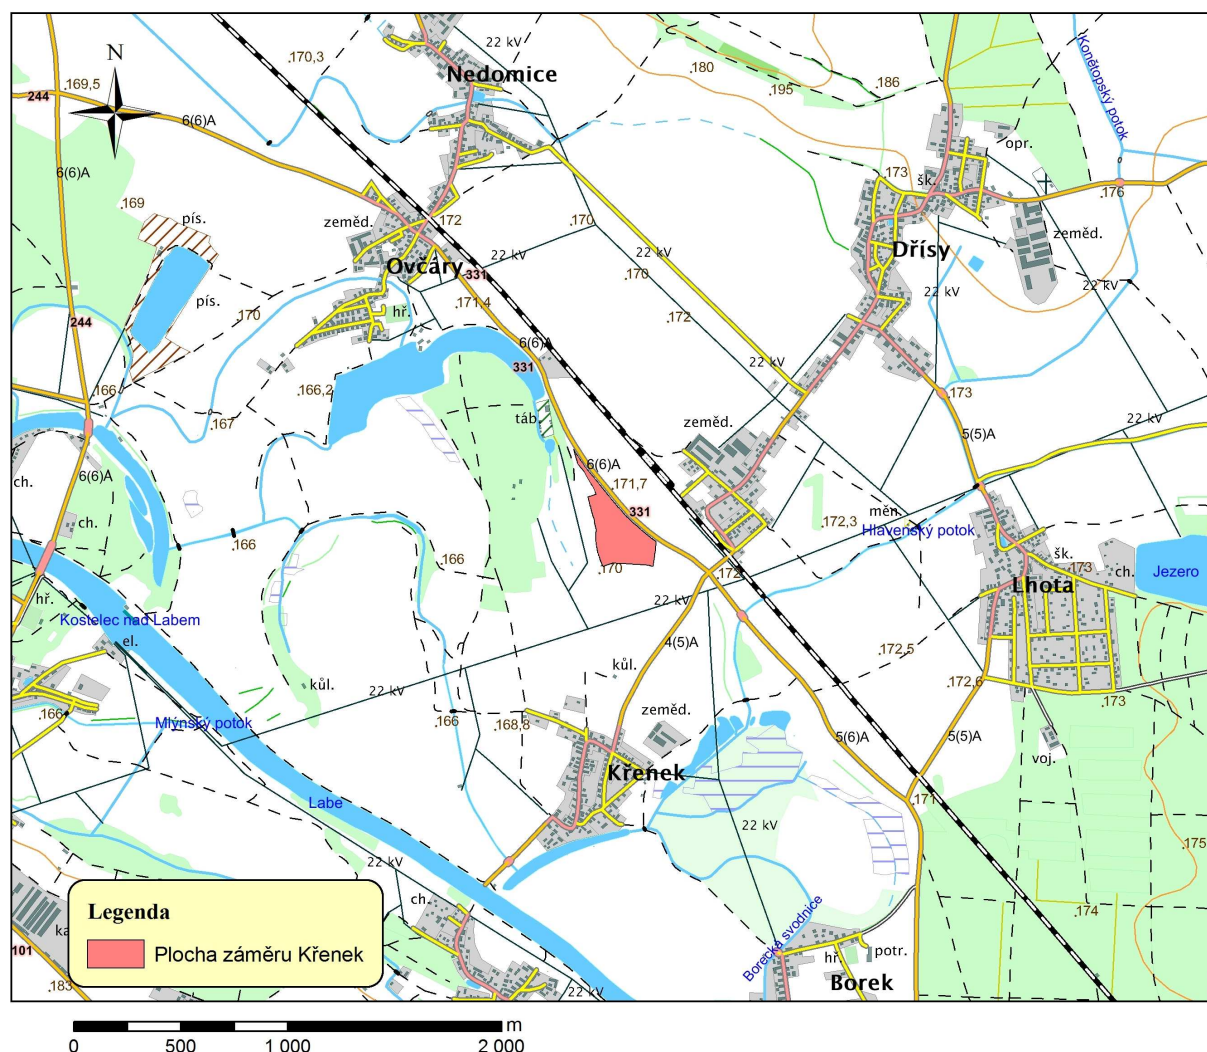 N
22 kV
.170,3
Nedomice
.180
.195
.186
Konětopský potok
.169,5
244
6(6)A
opr.
6(6)A
šk.
.173
.176
.169
pís.
zeměd.
.172
.170
22 kV
zeměd.
Dřísy
22 kV
Ovčáry
331
.170
22 kV
22 kV
pís.
.171,4
.170
hř.
.172
244
6(6)A
331
22 kV
.166
.166,2
.173
táb.
.167
zeměd.
22 kV
5(5)A
6(6)A
6(6)A
.171,7
ch.
331
měn.
.172,3
Hlavenský potok
ch.
.166
.166
šk.
.173
ch.
Jezero
.170
.172
Lhota
hř.
22 kV
Kostelec nad Labem
el.
4(5)A
.172,5
kůl.
.172,6
kůl.
22 kV
.173
.166
Mlýnský potok
.166
.168,8
zeměd.
5(6)A
5(5)A
voj.
Křenek
Labe
.171
22 kV
.175
22 kV
Legenda
Plocha záměru Křenek
ch.
.174
101
.183
Borecká svodnice
hř.
potr.
Borek
22 kV
0
500
1 000
2 000
m